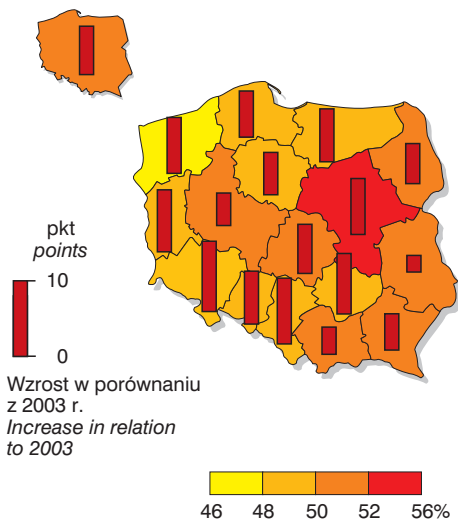 pkt
points
10
0
Wzrost w porównaniu
z 2003 r.
Increase in relation
to 2003
46 48 50 52 56%